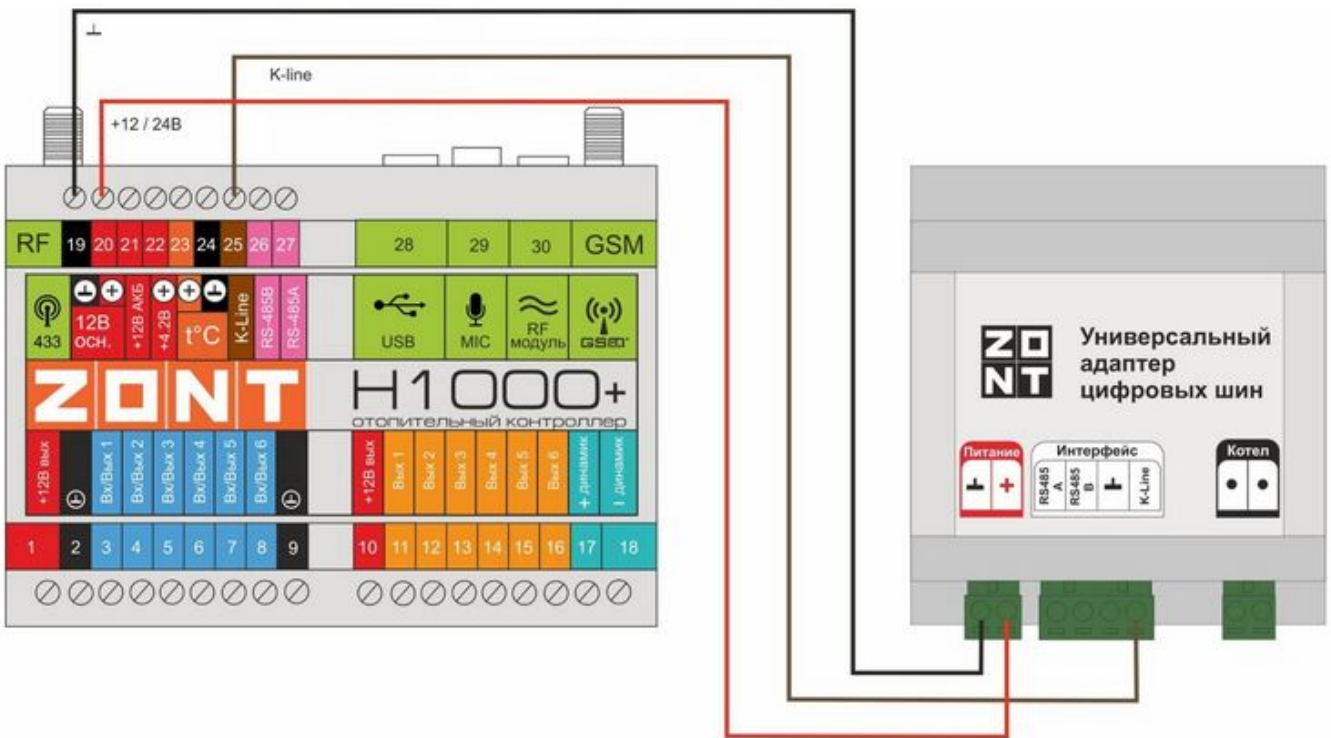 ⊥
K-line
+12 / 24В
RF 19 20 21 22 23 24 25 26 27 28 29 30 GSM
433
12В
осн.
+12В АКБ
+4.2В
t°C
K-Line
RS-485B
RS-485A
USB
MIC
RF
модуль
GSM
ZONT
H1000+
отопительный контроллер
+12В вых
Вх/Вых 1
Вх/Вых 2
Вх/Вых 3
Вх/Вых 4
Вх/Вых 5
Вх/Вых 6
+12В вых
Вых 1
Вых 2
Вых 3
Вых 4
Вых 5
Вых 6
+ динамик
- динамик
1 2 3 4 5 6 7 8 9 10 11 12 13 14 15 16 17 18
ZONT
Универсальный
адаптер
цифровых шин
Питание
+
Интерфейс
RS485
A
RS485
B
K-Line
Котел